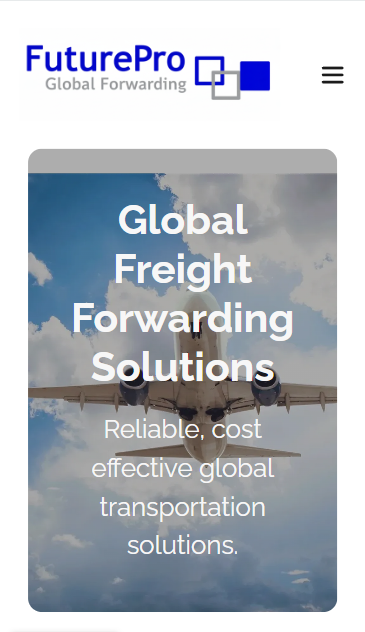 FuturePro
Global Forwarding
Global
Freight
Forwarding
Solutions
Reliable, cost
effective global
transportation
solutions.